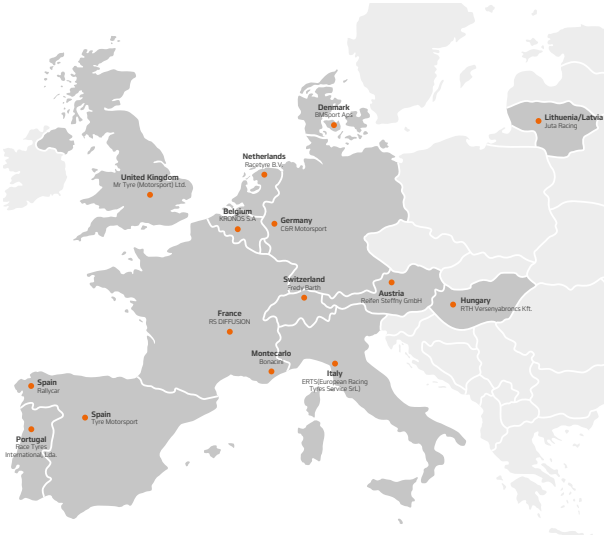 Denmark
BMSport Aps
Lithuenia/Latvia
Juta Racing
Netherlands
Racetyre B.V.
United Kingdom
Mr Tyre (Motorsport) Ltd.
Belgium
KRONOS S.A
Germany
C&R Motorsport
Switzerland
Fredy Barth
Austria
Reifen Steffny GmbH
Hungary
RTH Versenyabroncs Kft.
France
RS DIFFUSION
Montecarlo
Bonacini
Italy
ERTS(European Racing
Tyres Service SrL)
Spain
Rallycar
Spain
Tyre Motorsport
Portugal
Race Tyres
International, Lda.